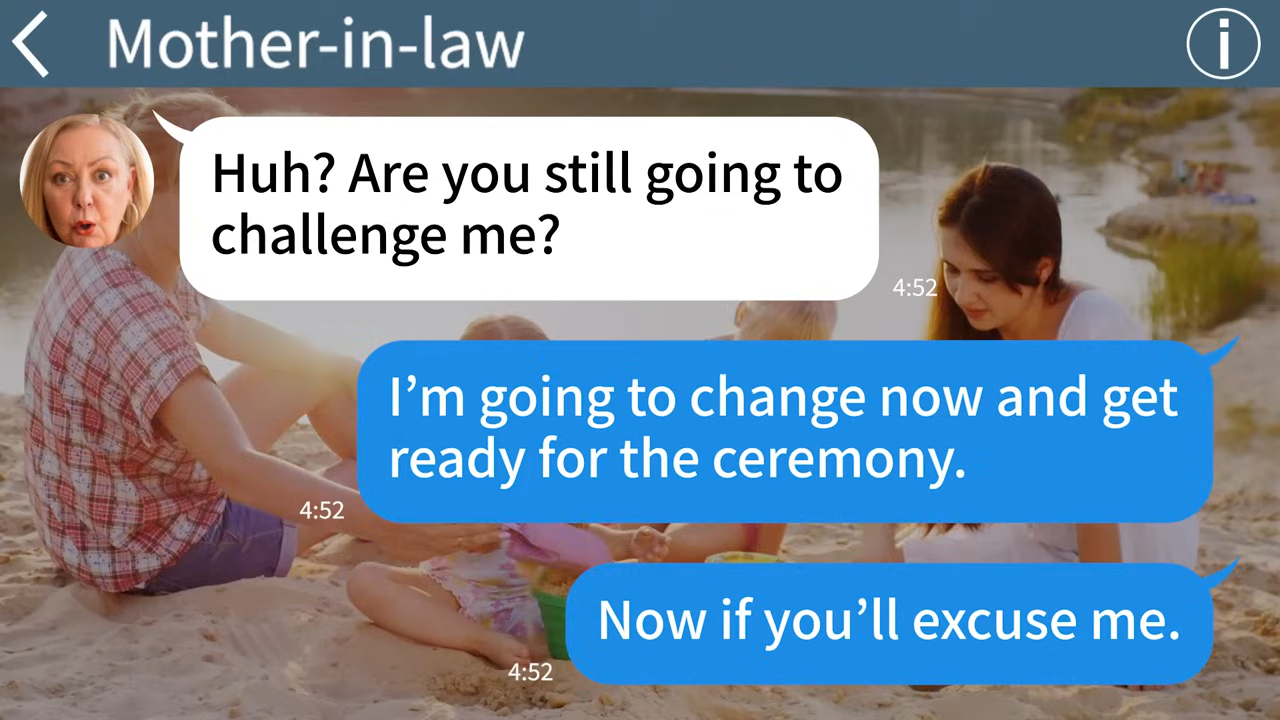 Mother-in-law
Huh? Are you still going to
challenge me?
4:52
I’m going to change now and get
ready for the ceremony.
4:52
Now if you’ll excuse me.
4:52